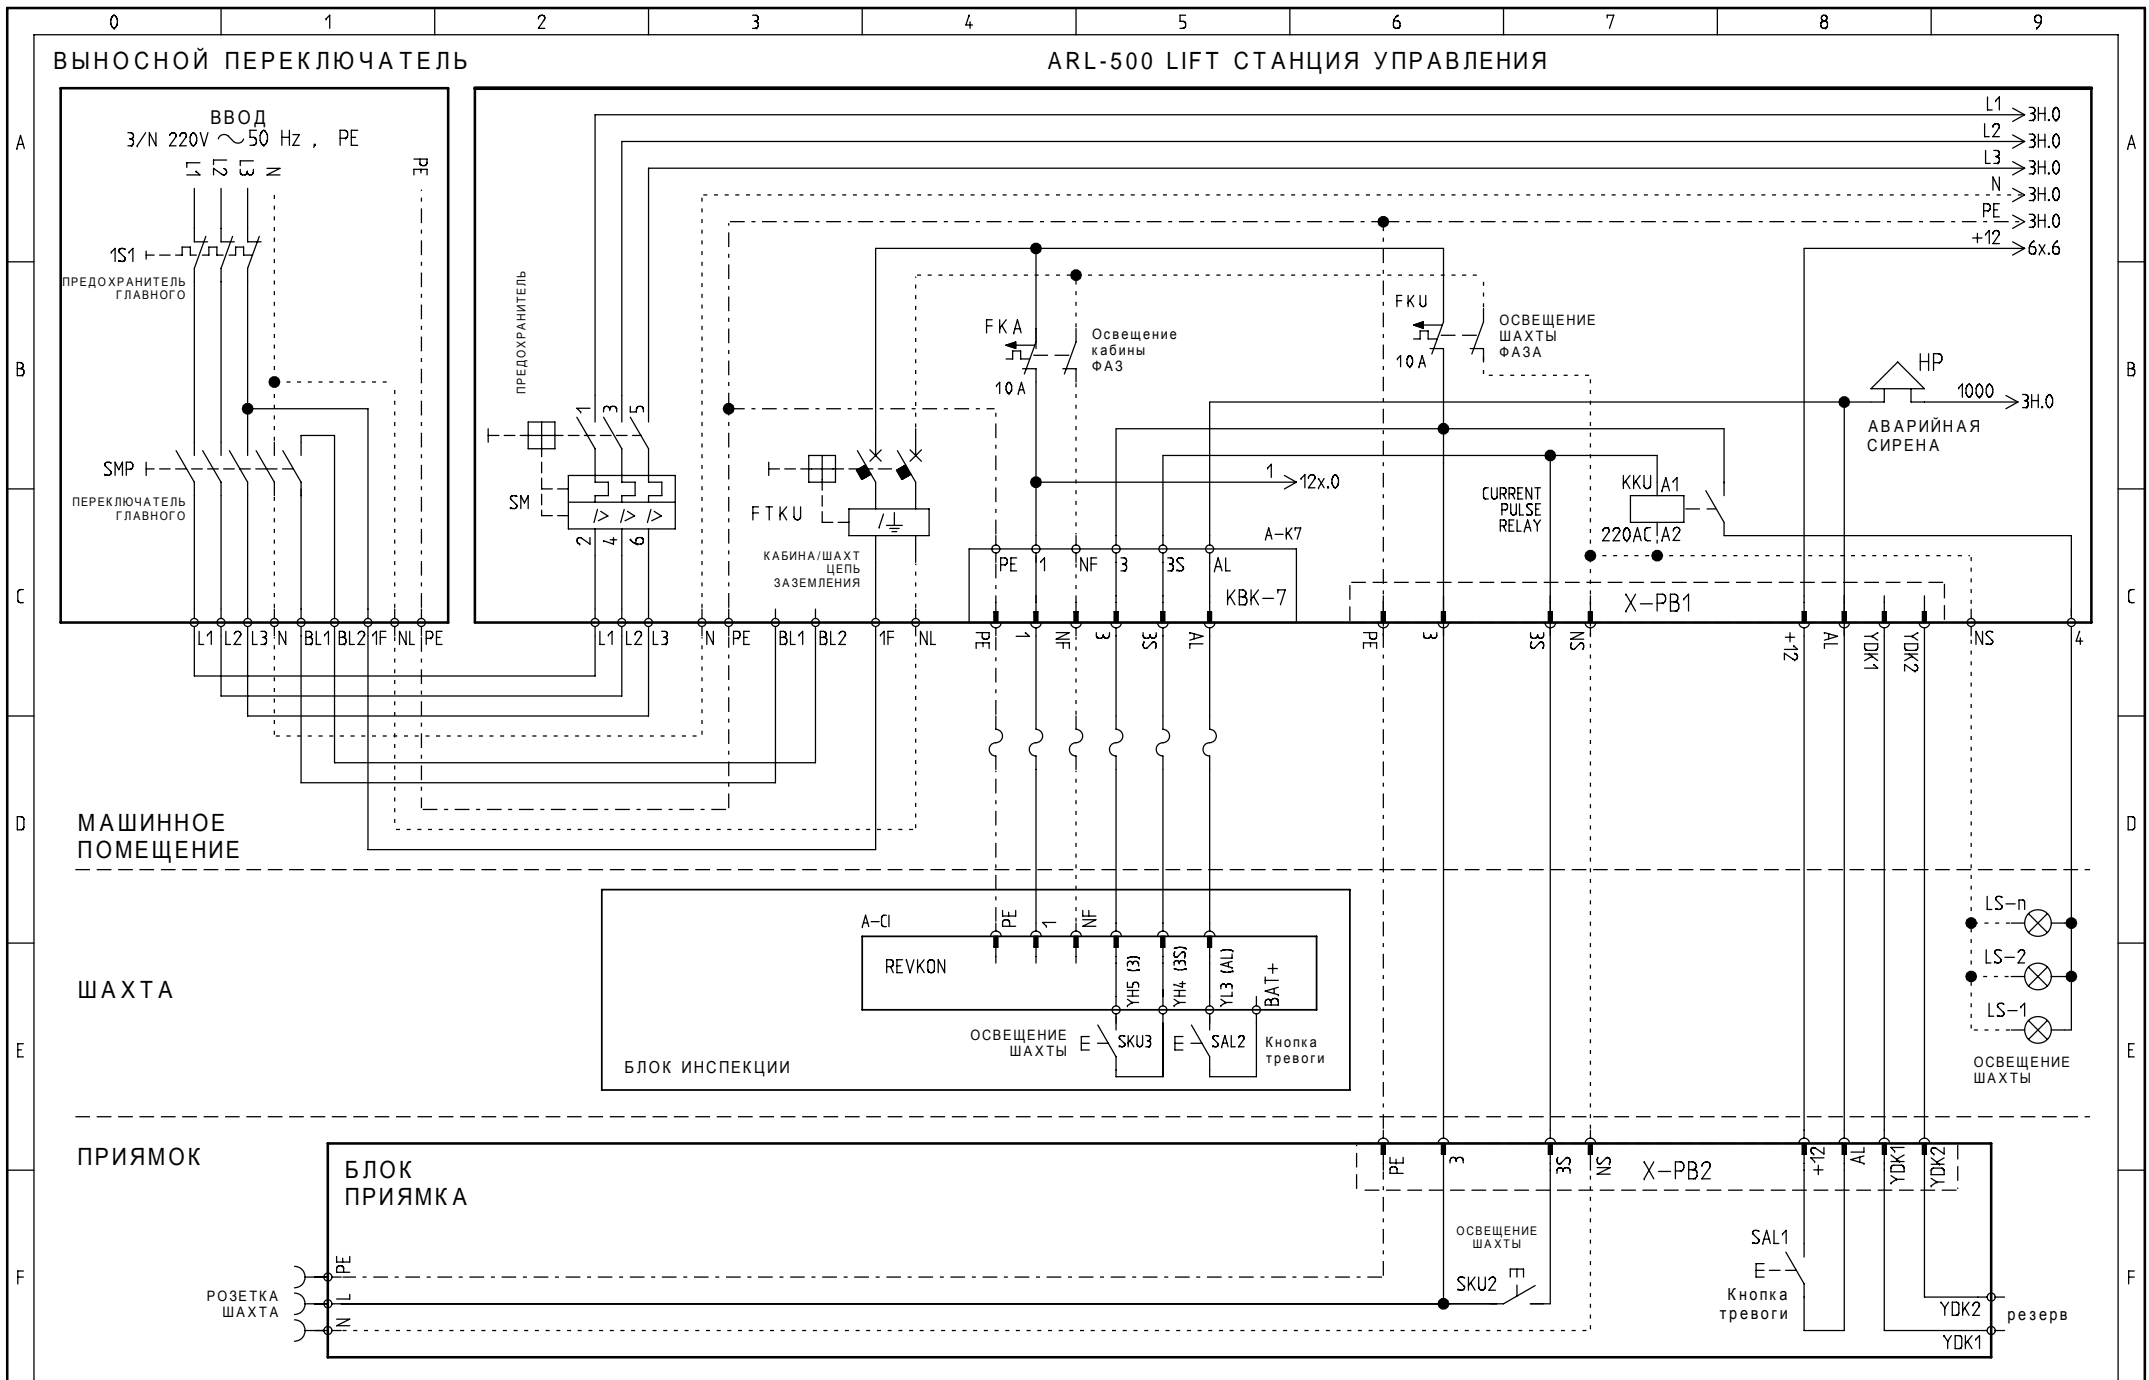 0 1 2 3 4 5 6 7 8 9
ВЫНОСНОЙ ПЕРЕКЛЮЧАТЕЛЬ
ARL-500 LIFT СТАНЦИЯ УПРАВЛЕНИЯ
ВВОД
3/N 220V ～50 Hz , PE
L1 L2 L3 N PE
1S1
ПРЕДОХРАНИТЕЛЬ
ГЛАВНОГО
SMP
ПЕРЕКЛЮЧАТЕЛЬ
ГЛАВНОГО
L1 L2 L3 N BL1 BL2 1F NL PE
A
B
C
D
E
F
L1 3H.0
L2 3H.0
L3 3H.0
N 3H.0
PE 3H.0
+12 6x.6
A
B
C
D
E
F
ПРЕДОХРАНИТЕЛЬ
1 3 5
SM
/> /> />
2 4 6
FTKU
КАБИНА/ШАХТ
ЦЕПЬ
ЗАЗЕМЛЕНИЯ
/
FKA
10A
Освещение
кабины
ФАЗ
FKU
10A
ОСВЕЩЕНИЕ
ШАХТЫ
ФАЗА
HP
1000 3H.0
АВАРИЙНАЯ
СИРЕНА
1 12x.0
CURRENT
PULSE
RELAY
KKU A1
220AC A2
A-K7
PE 1 NF 3 3S AL
KBK-7
X-PB1
L1 L2 L3 N PE BL1 BL2 1F NL
PE 1 NF 3 3S AL
PE 3 3S NS +12 AL YDK1 YDK2 NS 4
МАШИННОЕ
ПОМЕЩЕНИЕ
A-CI
PE 1 NF
REVKON
YH5 (3) YH4 (3S) YL3 (AL) BAT+
ОСВЕЩЕНИЕ
ШАХТЫ
SKU3
SAL2
Кнопка
тревоги
БЛОК ИНСПЕКЦИИ
ШАХТА
LS-n
LS-2
LS-1
ОСВЕЩЕНИЕ
ШАХТЫ
ПРИЯМОК
БЛОК
ПРИЯМКА
PE 3 3S NS X-PB2 +12 AL YDK1 YDK2
ОСВЕЩЕНИЕ
ШАХТЫ
SKU2
SAL1
Кнопка
тревоги
РОЗЕТКА
ШАХТА
PE
L
N
YDK2
YDK1
резерв